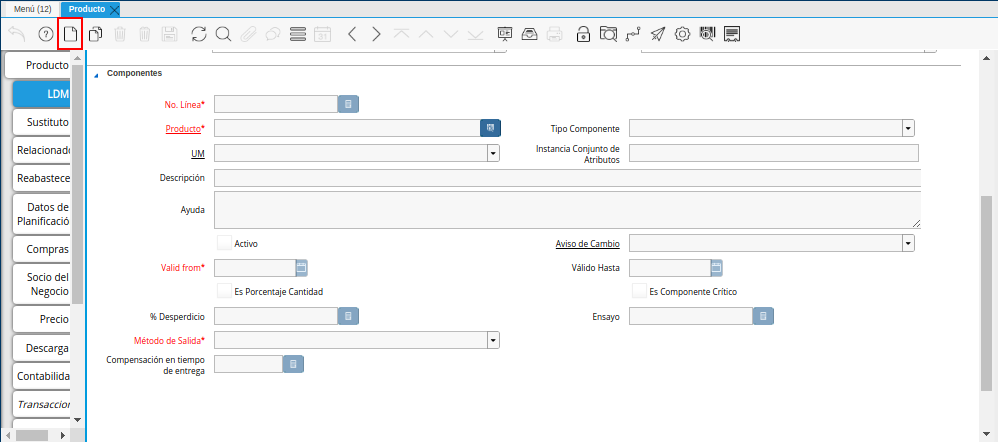 Menú (12)
Producto
Producto
LDM
Sustituto
Relacionado
Reabastece
Datos de
Planificació
Compras
Socio del
Negocio
Precio
Descarga
Contabilida
Transaccion
Componentes
No. Línea*
Producto*
Tipo Componente
UM
Instancia Conjunto de
Atributos
Descripción
Ayuda
Activo
Aviso de Cambio
Valid from*
Válido Hasta
Es Porcentaje Cantidad
Es Componente Crítico
% Desperdicio
Ensayo
Método de Salida*
Compensación en tiempo
de entrega